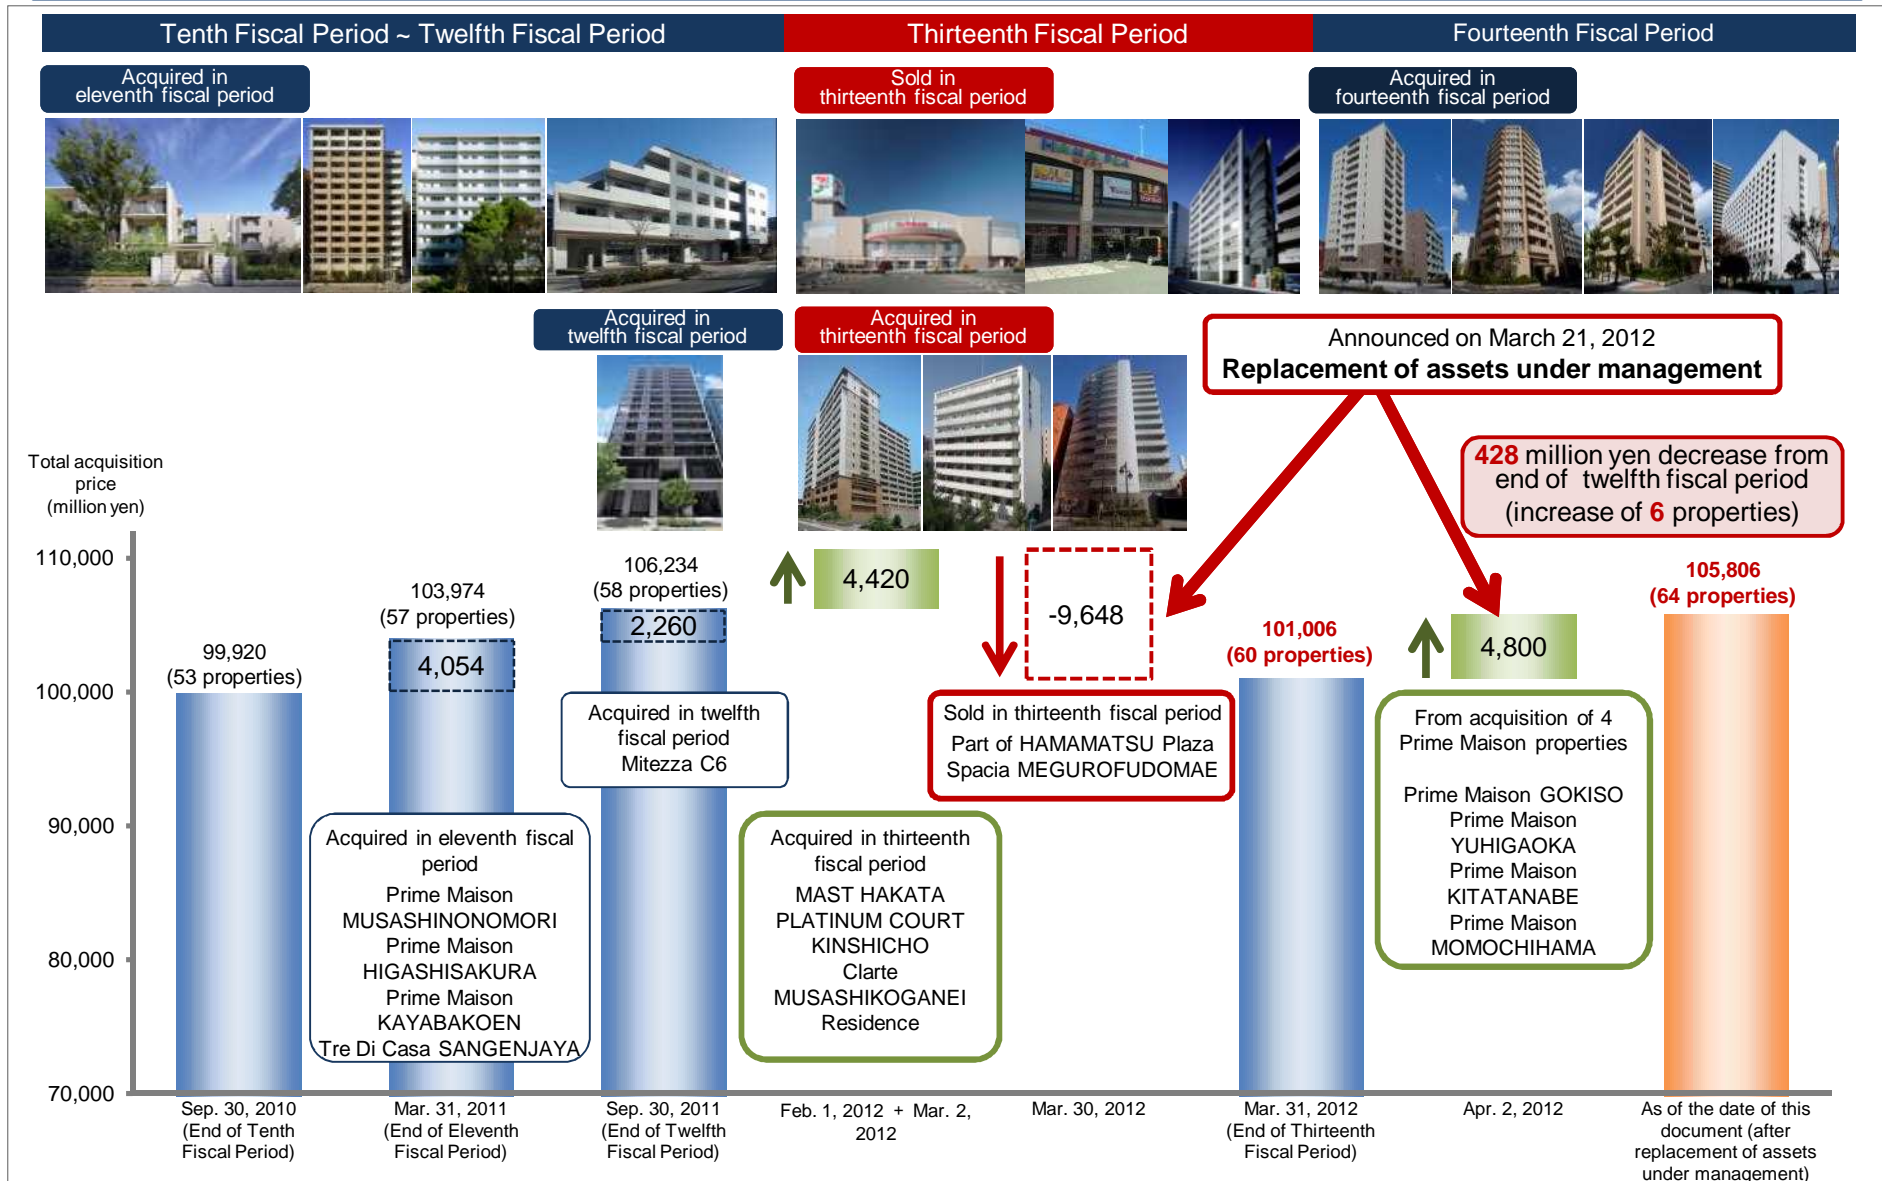 Tenth Fiscal Period ~ Twelfth Fiscal Period
Thirteenth Fiscal Period
Fourteenth Fiscal Period
Acquired in
eleventh fiscal period
Sold in
thirteenth fiscal period
Acquired in
fourteenth fiscal period
Acquired in
twelfth fiscal period
Acquired in
thirteenth fiscal period
Announced on March 21, 2012
Replacement of assets under management
428 million yen decrease from
end of twelfth fiscal period
(increase of 6 properties)
Total acquisition
price
(million yen)
110,000
100,000
90,000
80,000
70,000
99,920
(53 properties)
103,974
(57 properties)
4,054
106,234
(58 properties)
2,260
4,420
-9,648
101,006
(60 properties)
4,800
105,806
(64 properties)
Acquired in eleventh fiscal
period
Prime Maison
MUSASHINONOMORI
Prime Maison
HIGASHISAKURA
Prime Maison
KAYABAKOEN
Tre Di Casa SANGENJAYA
Acquired in twelfth
fiscal period
Mitezza C6
Acquired in thirteenth
fiscal period
MAST HAKATA
PLATINUM COURT
KINSHICHO
Clarte
MUSASHIKOGANEI
Residence
Sold in thirteenth fiscal period
Part of HAMAMATSU Plaza
Spacia MEGUROFUDOMAE
From acquisition of 4
Prime Maison properties
Prime Maison GOKISO
Prime Maison
YUHIGAOKA
Prime Maison
KITATANABE
Prime Maison
MOMOCHIHAMA
Sep. 30, 2010
(End of Tenth
Fiscal Period)
Mar. 31, 2011
(End of Eleventh
Fiscal Period)
Sep. 30, 2011
(End of Twelfth
Fiscal Period)
Feb. 1, 2012 + Mar. 2,
2012
Mar. 30, 2012
Mar. 31, 2012
(End of Thirteenth
Fiscal Period)
Apr. 2, 2012
As of the date of this
document (after
replacement of assets
under management)